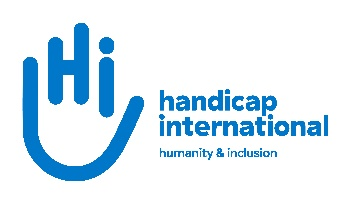 Hi
handicap
international
humanity & inclusion